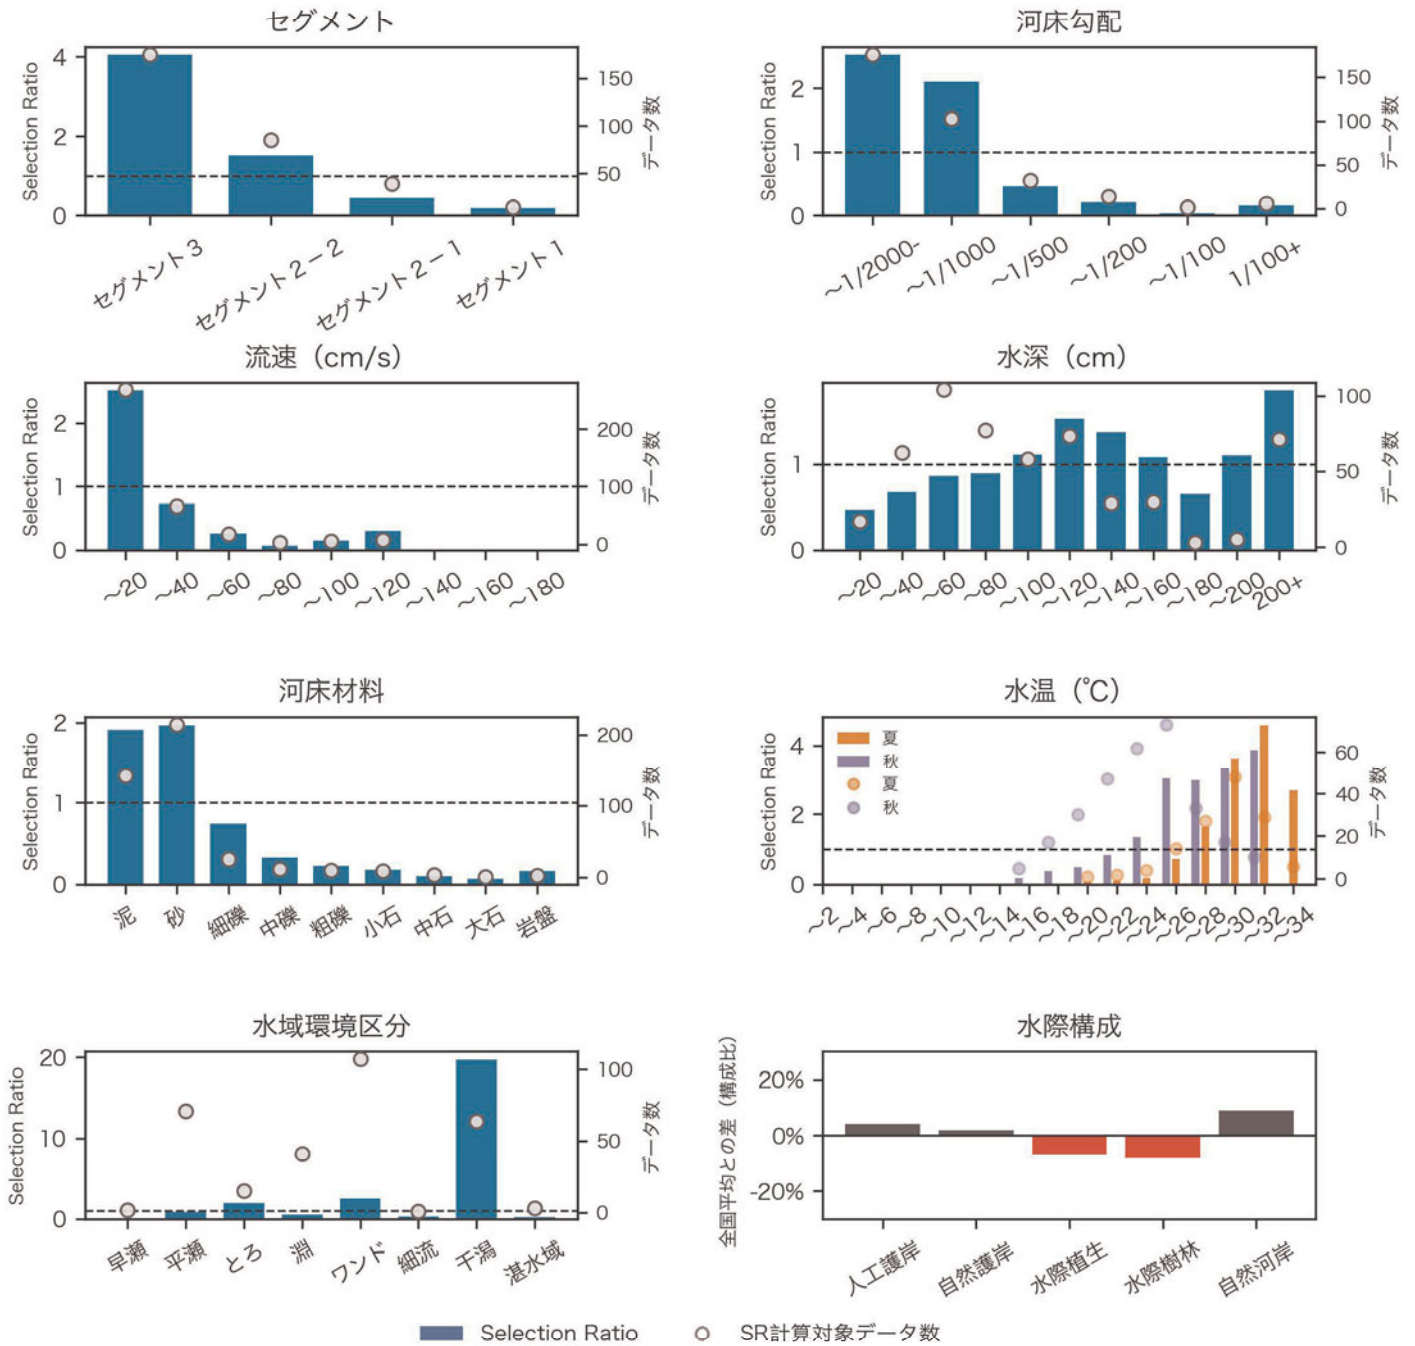 セグメント
Selection Ratio
4
2
0
150
100
50
データ数
セグメント3
セグメント2－2
セグメント2－1
セグメント1
河床勾配
Selection Ratio
2
1
0
150
100
50
0
データ数
～1/2000-
～1/1000
～1/500
～1/200
～1/100
1/100+
流速（cm/s）
Selection Ratio
2
1
0
200
100
0
データ数
～20
～40
～60
～80
～100
～120
～140
～160
～180
水深（cm）
Selection Ratio
1
0
100
50
0
データ数
～20
～40
～60
～80
～100
～120
～140
～160
～180
～200
200+
河床材料
Selection Ratio
2
1
0
200
100
0
データ数
泥
砂
細礫
中礫
粗礫
小石
中石
大石
岩盤
水温（℃）
Selection Ratio
4
2
0
夏
秋
夏
秋
60
40
20
0
データ数
～2
～4
～6
～8
～10
～12
～14
～16
～18
～20
～22
～24
～26
～28
～30
～32
～34
水域環境区分
Selection Ratio
20
10
0
100
50
0
データ数
早瀬
平瀬
とろ
淵
ワンド
細流
干潟
湛水域
水際構成
全国平均との差（構成比）
20%
0%
-20%
人工護岸
自然護岸
水際植生
水際樹林
自然河岸
Selection Ratio
SR計算対象データ数